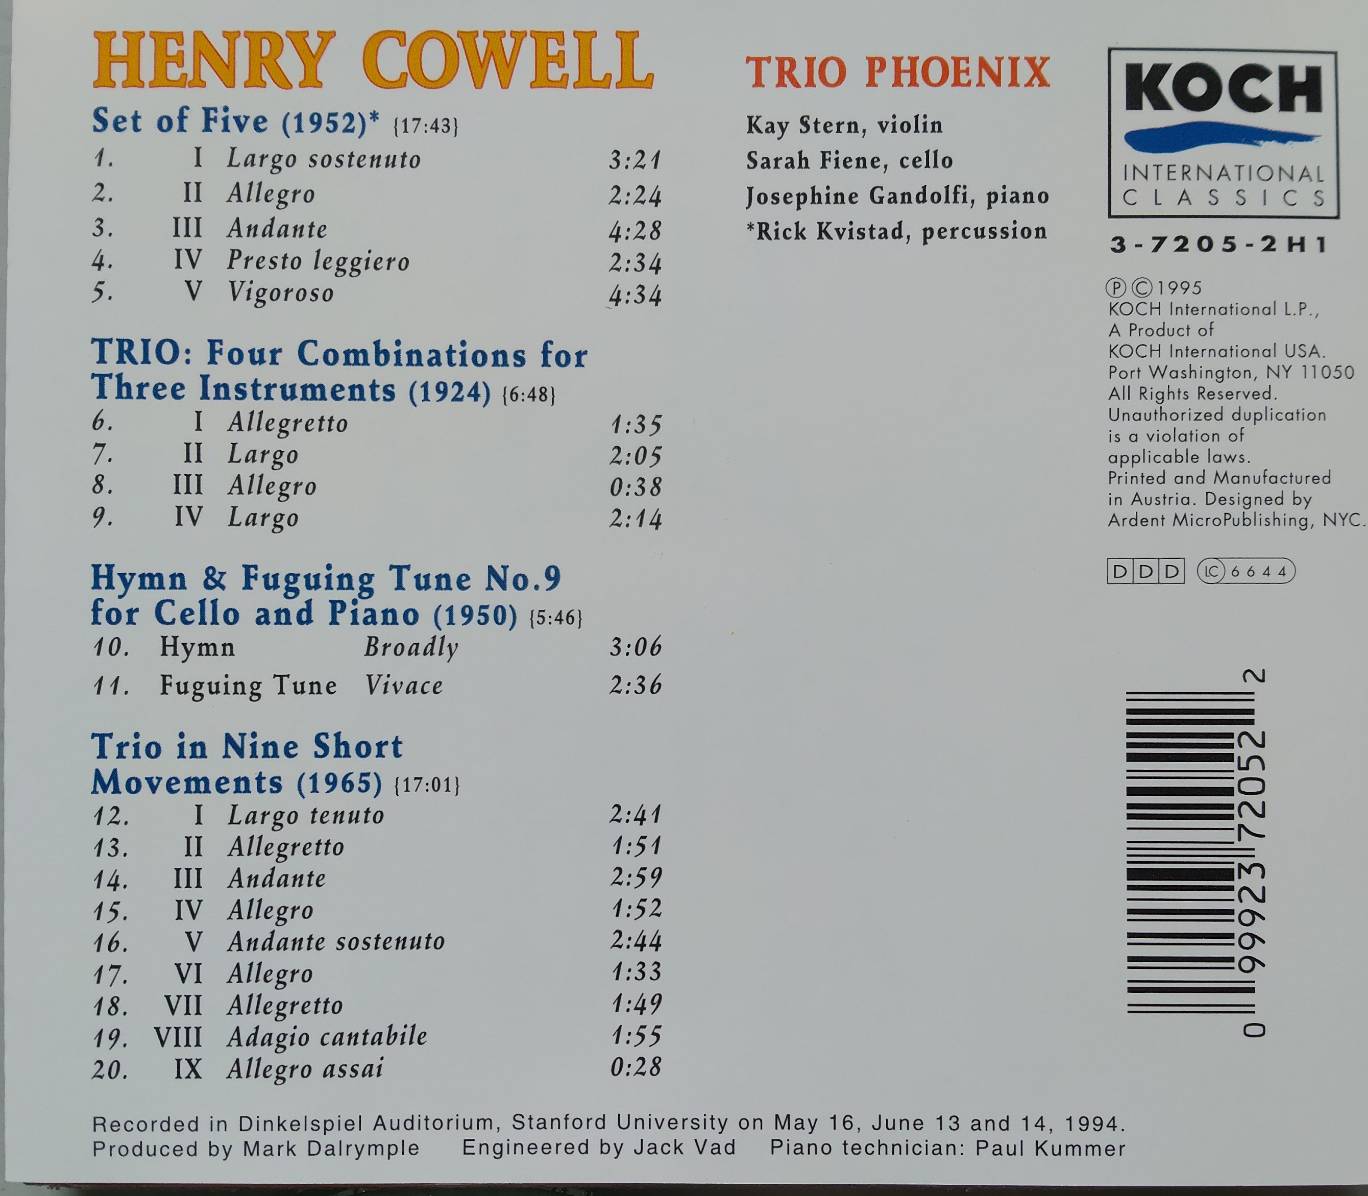 HENRY COWELL
Set of Five (1952)* {17:43}
1. I Largo sostenuto 3:21
2. II Allegro 2:24
3. III Andante 4:28
4. IV Presto leggiero 2:34
5. V Vigoroso 4:34
TRIO: Four Combinations for
Three Instruments (1924) {6:48}
6. I Allegretto 1:35
7. II Largo 2:05
8. III Allegro 0:38
9. IV Largo 2:14
Hymn & Fuguing Tune No.9
for Cello and Piano (1950) {5:46}
10. Hymn Broadly 3:06
11. Fuguing Tune Vivace 2:36
Trio in Nine Short
Movements (1965) {17:01}
12. I Largo tenuto 2:41
13. II Allegretto 1:51
14. III Andante 2:59
15. IV Allegro 1:52
16. V Andante sostenuto 2:44
17. VI Allegro 1:33
18. VII Allegretto 1:49
19. VIII Adagio cantabile 1:55
20. IX Allegro assai 0:28
TRIO PHOENIX
Kay Stern, violin
Sarah Fiene, cello
Josephine Gandolfi, piano
*Rick Kvistad, percussion
KOCH
INTERNATIONAL
CLASSICS
3-7205-2H1
Ⓟ©1995
KOCH International L.P.,
A Product of
KOCH International USA.
Port Washington, NY 11050
All Rights Reserved.
Unauthorized duplication
is a violation of
applicable laws.
Printed and Manufactured
in Austria. Designed by
Ardent MicroPublishing, NYC.
DDD LC 6644
0 99923 72052 2
Recorded in Dinkelspiel Auditorium, Stanford University on May 16, June 13 and 14, 1994.
Produced by Mark Dalrymple Engineered by Jack Vad Piano technician: Paul Kummer